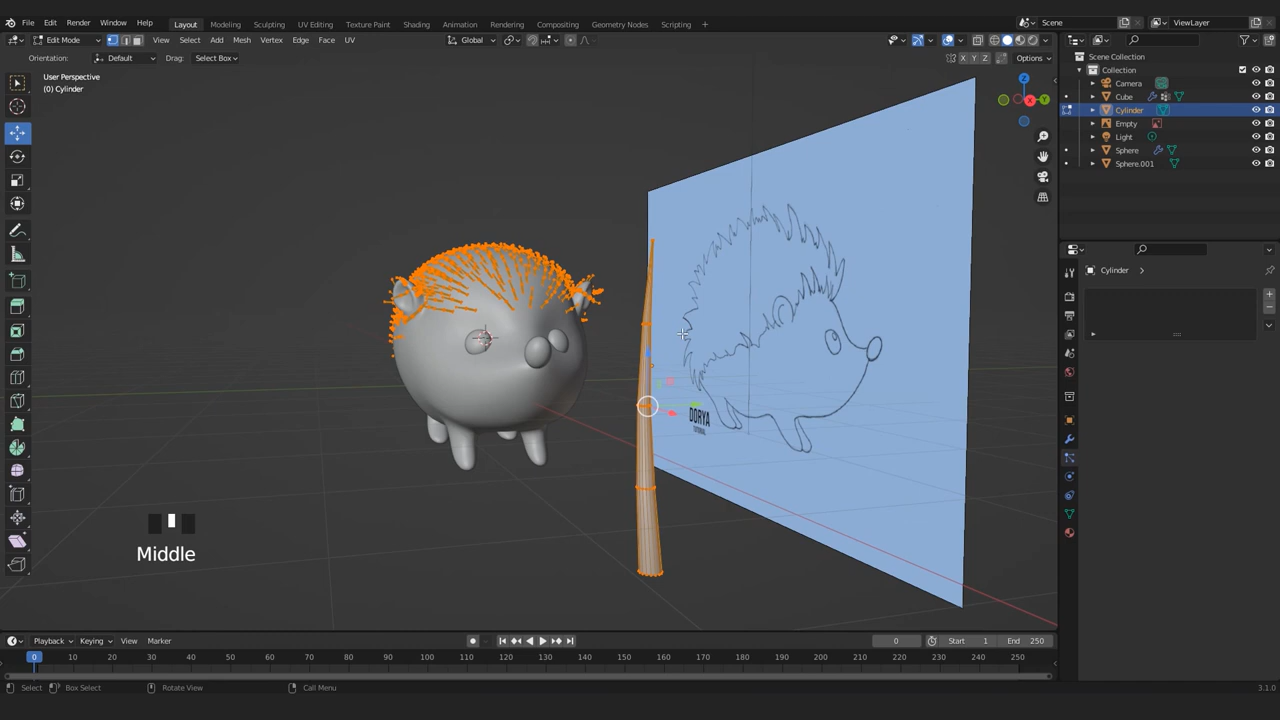 File Edit Render Window Help Layout Modeling Sculpting UV Editing Texture Paint Shading Animation Rendering Compositing Geometry Nodes Scripting + Scene ViewLayer
Edit Mode View Select Add Mesh Vertex Edge Face UV Global
Orientation: Default Drag: Select Box X Y Z Options
User Perspective
(0) Cylinder
Z
X
Y
DORYA
TUTORIAL
Middle
Scene Collection
Collection
Camera
Cube
Cylinder
Empty
Light
Sphere
Sphere.001
Cylinder
Playback Keying View Marker 0 Start 1 End 250
0 10 20 30 40 50 60 70 80 90 100 110 120 130 140 150 160 170 180 190 200 210 220 230 240 250
Select Box Select Rotate View Call Menu 3.1.0